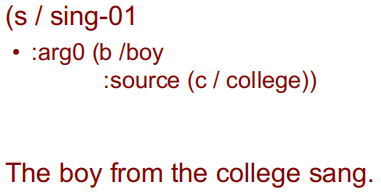 (s / sing-01
• :arg0 (b /boy
:source (c / college))
The boy from the college sang.